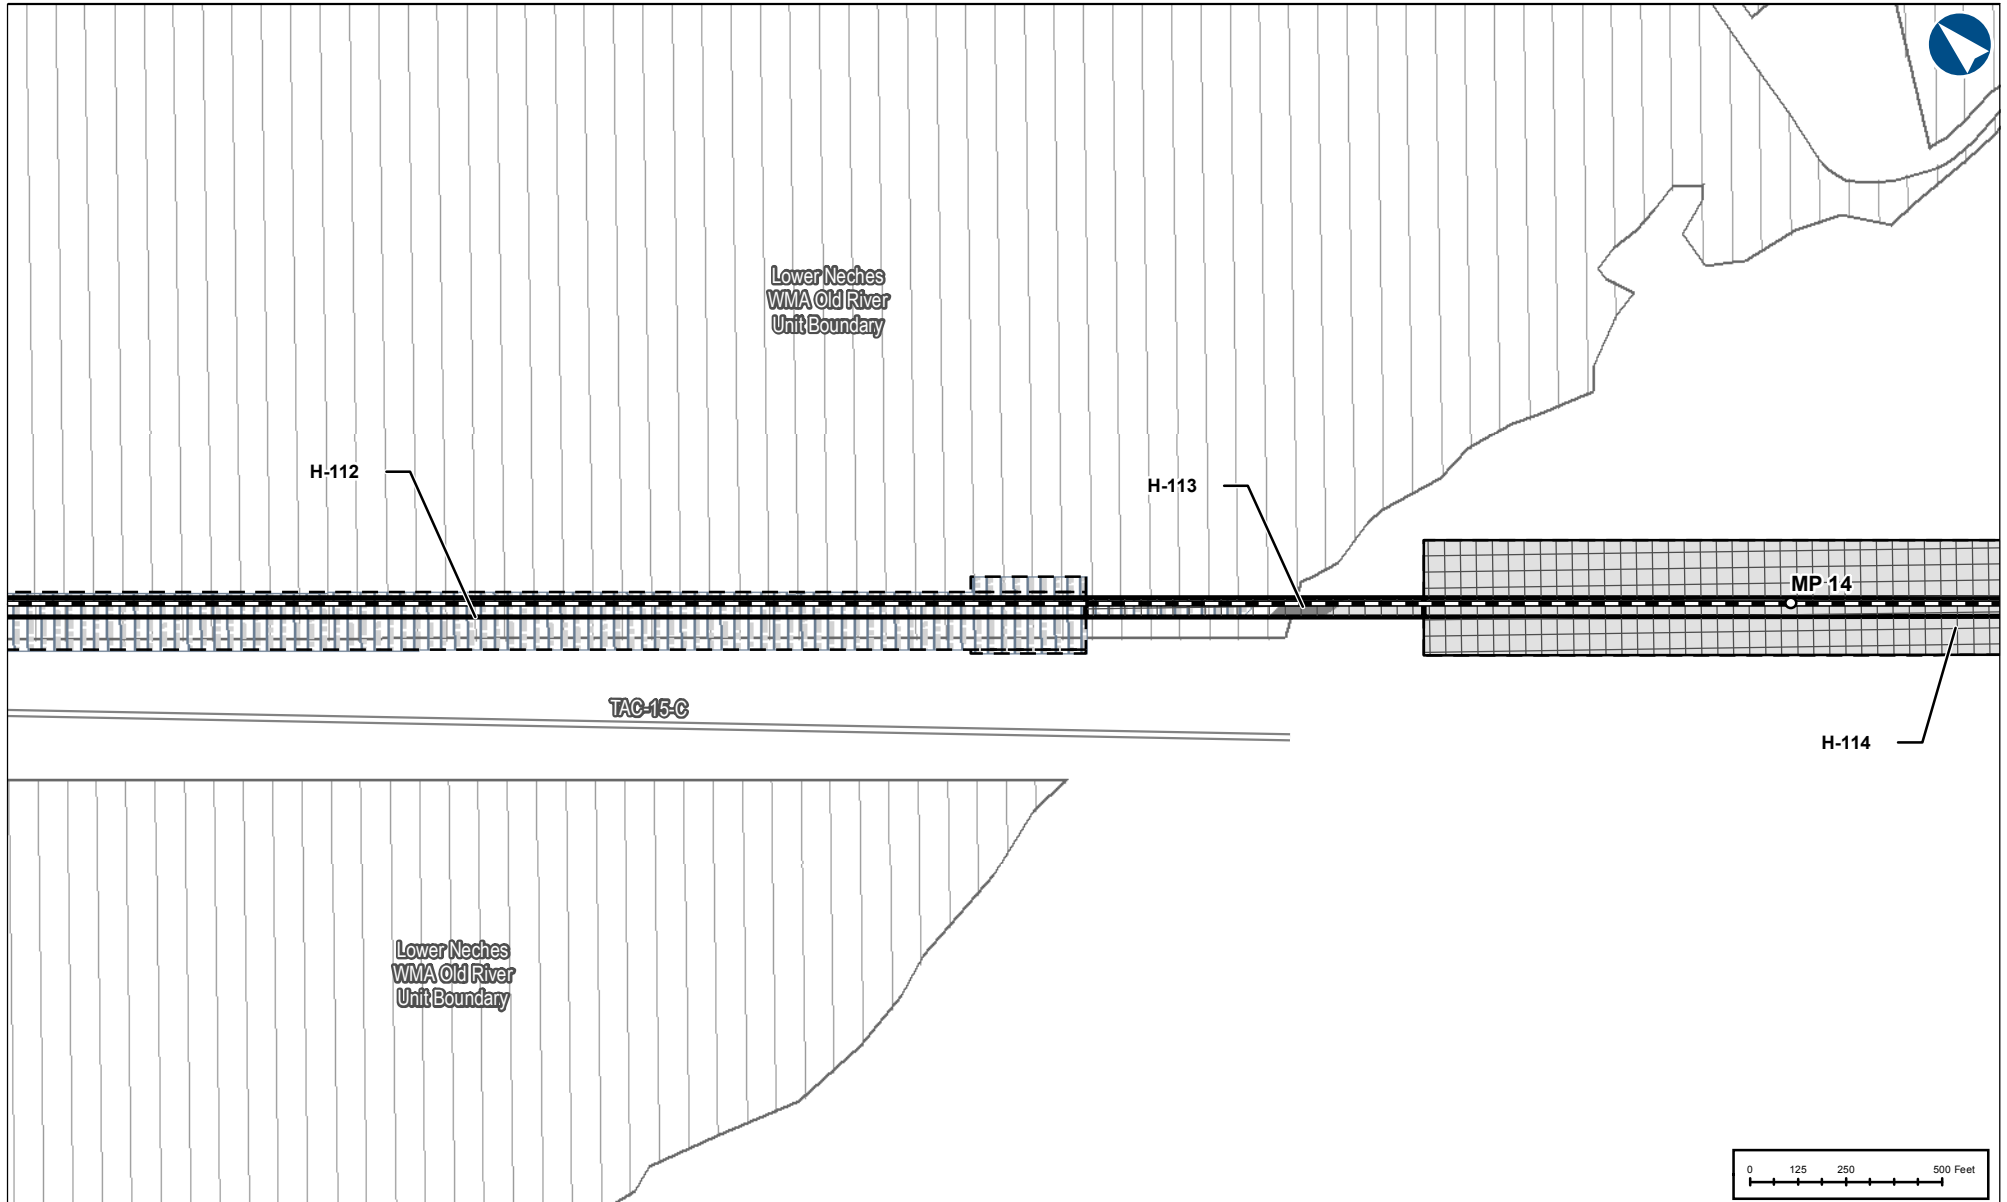 Lower Neches
WMA Old River
Unit Boundary
H-112
H-113
MP 14
TAC-15-C
H-114
Lower Neches
WMA Old River
Unit Boundary
0 125 250 500 Feet